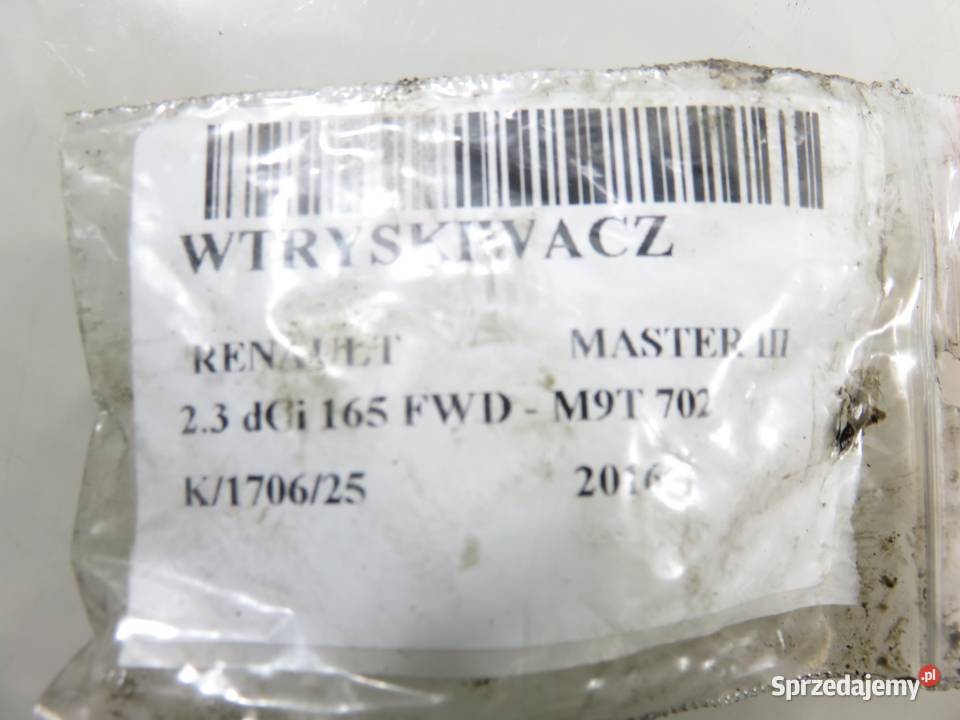 WTRYSKIWACZ
RENAULT MASTER III
2.3 dCi 165 FWD - M9T 702
K/1706/25 2016
Sprzedajemy.pl